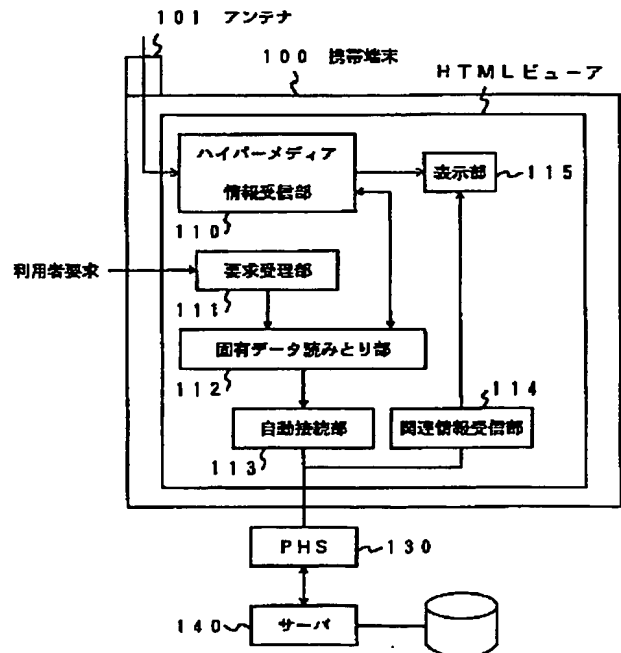 101 アンテナ
100 携帯端末
HTMLビューア
ハイパーメディア
情報受信部
110
表示部
115
利用者要求
要求受理部
111
固有データ読みとり部
112
114
自動接続部
113
関連情報受信部
PHS
130
140
サーバ